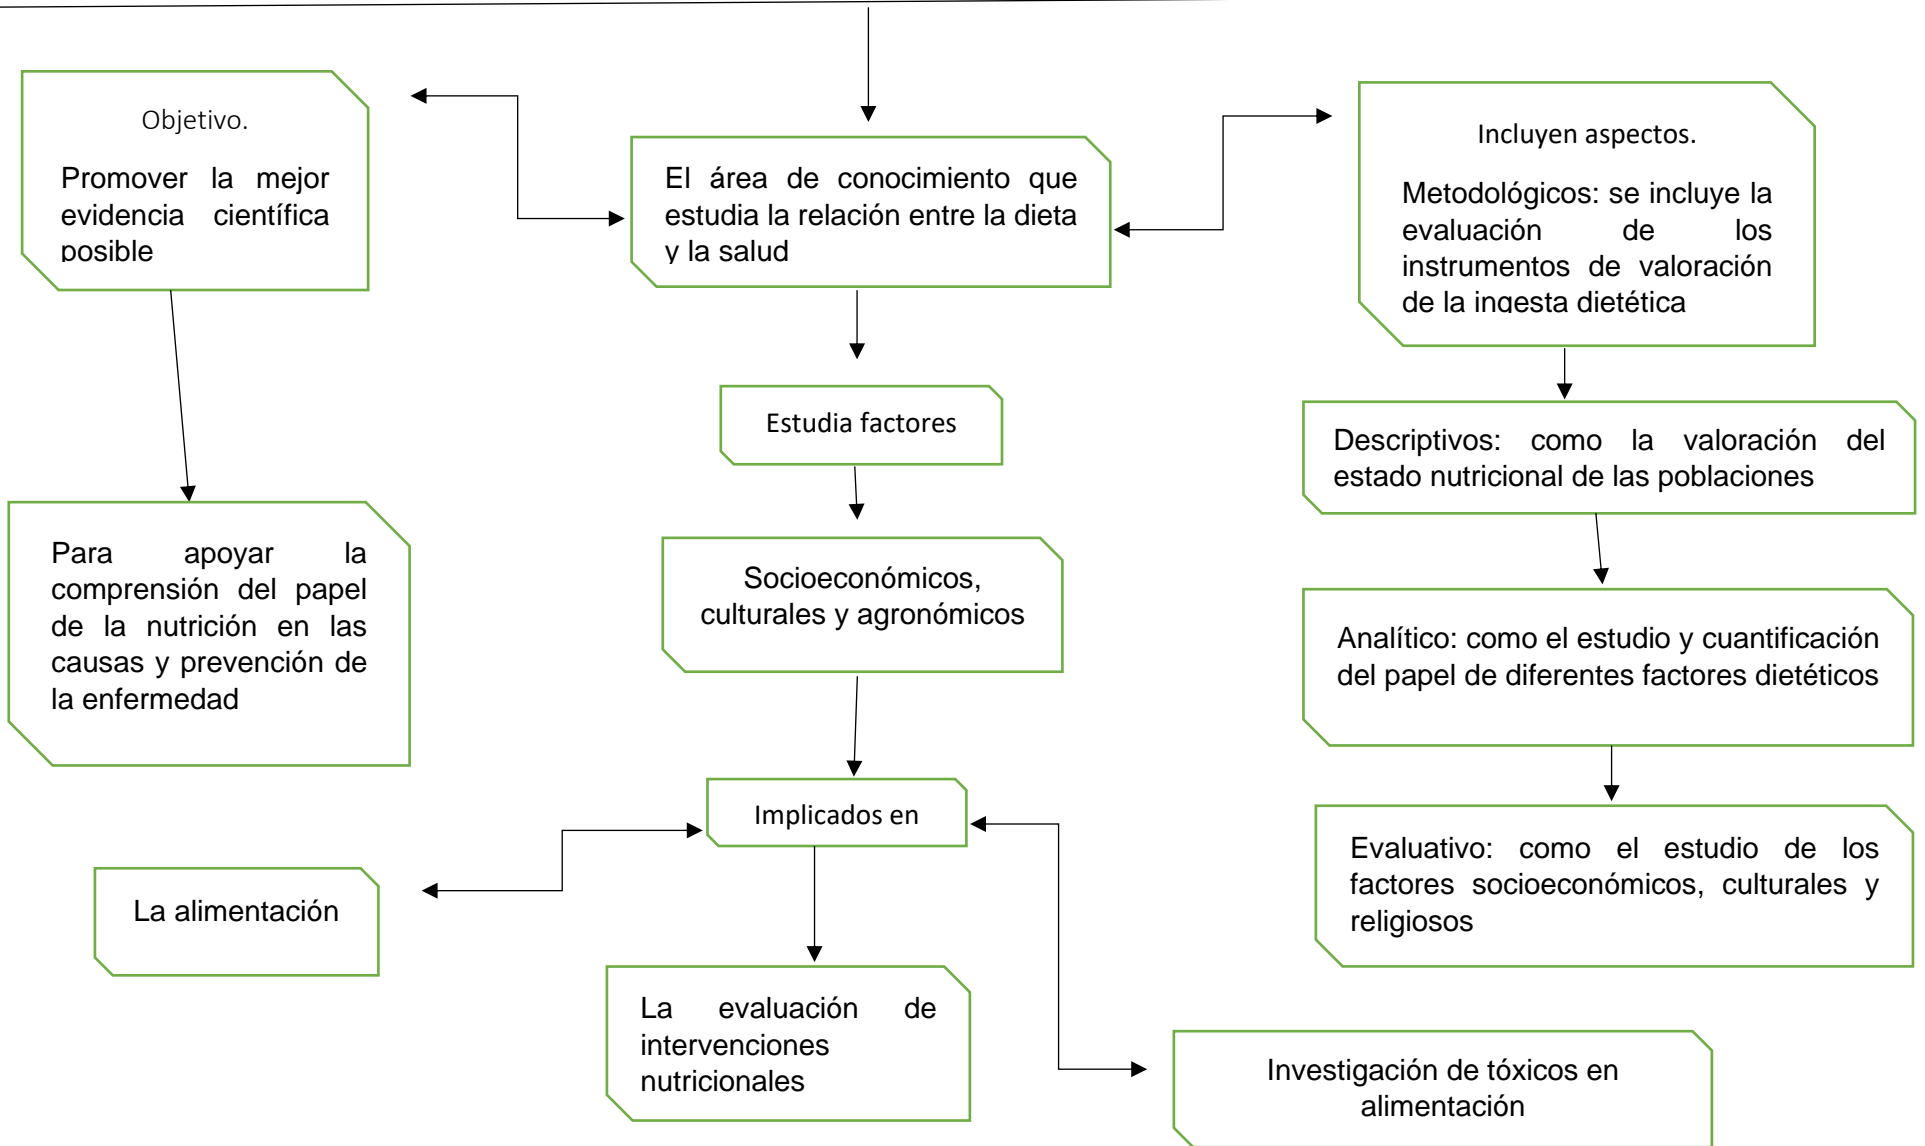 Objetivo.
Promover la mejor
evidencia científica
posible
El área de conocimiento que
estudia la relación entre la dieta
y la salud
Incluyen aspectos.
Metodológicos: se incluye la
evaluación de los
instrumentos de valoración
de la ingesta dietética
Estudia factores
Descriptivos: como la valoración del
estado nutricional de las poblaciones
Para apoyar la
comprensión del papel
de la nutrición en las
causas y prevención de
la enfermedad
Socioeconómicos,
culturales y agronómicos
Analítico: como el estudio y cuantificación
del papel de diferentes factores dietéticos
Implicados en
Evaluativo: como el estudio de los
factores socioeconómicos, culturales y
religiosos
La alimentación
La evaluación de
intervenciones
nutricionales
Investigación de tóxicos en
alimentación